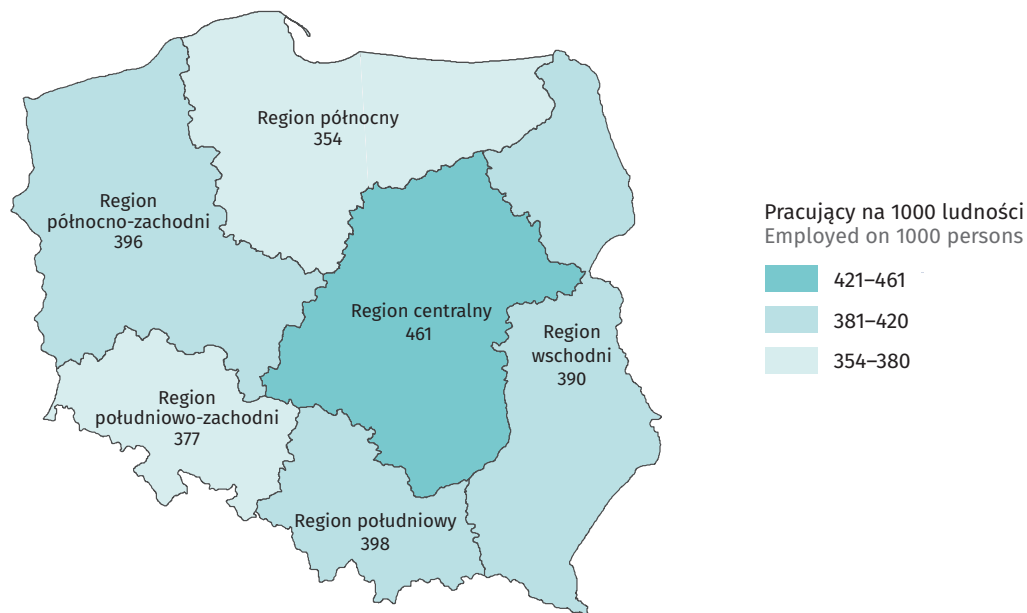 Region północny
354
Region
północno-zachodni
396
Region centralny
461
Region
wschodni
390
Region
południowo-zachodni
377
Region południowy
398
Pracujący na 1000 ludności
Employed on 1000 persons
421–461
381–420
354–380